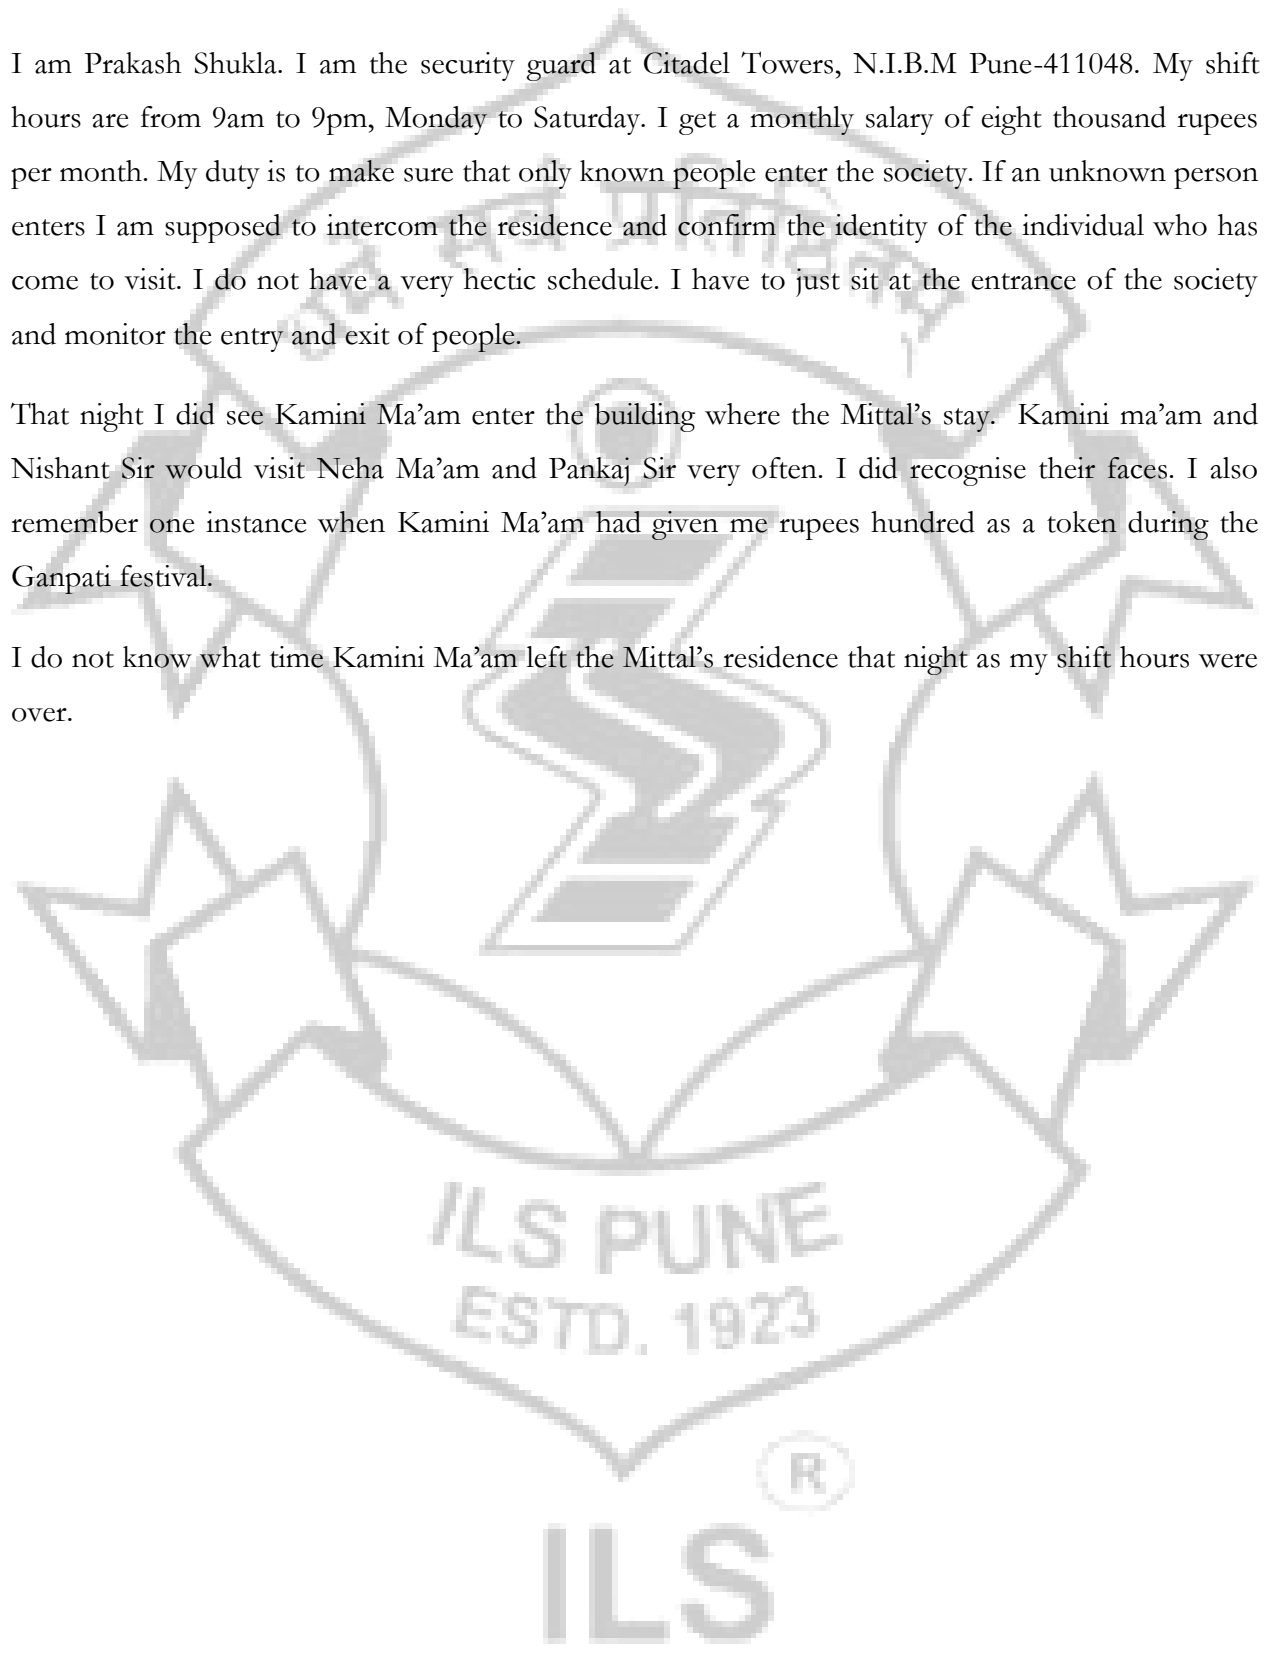 I am Prakash Shukla. I am the security guard at Citadel Towers, N.I.B.M Pune-411048. My shift
hours are from 9am to 9pm, Monday to Saturday. I get a monthly salary of eight thousand rupees
per month. My duty is to make sure that only known people enter the society. If an unknown person
enters I am supposed to intercom the residence and confirm the identity of the individual who has
come to visit. I do not have a very hectic schedule. I have to just sit at the entrance of the society
and monitor the entry and exit of people.
That night I did see Kamini Ma’am enter the building where the Mittal’s stay. Kamini ma’am and
Nishant Sir would visit Neha Ma’am and Pankaj Sir very often. I did recognise their faces. I also
remember one instance when Kamini Ma’am had given me rupees hundred as a token during the
Ganpati festival.
I do not know what time Kamini Ma’am left the Mittal’s residence that night as my shift hours were
over.
ILS PUNE
ESTD. 1923
R
ILS